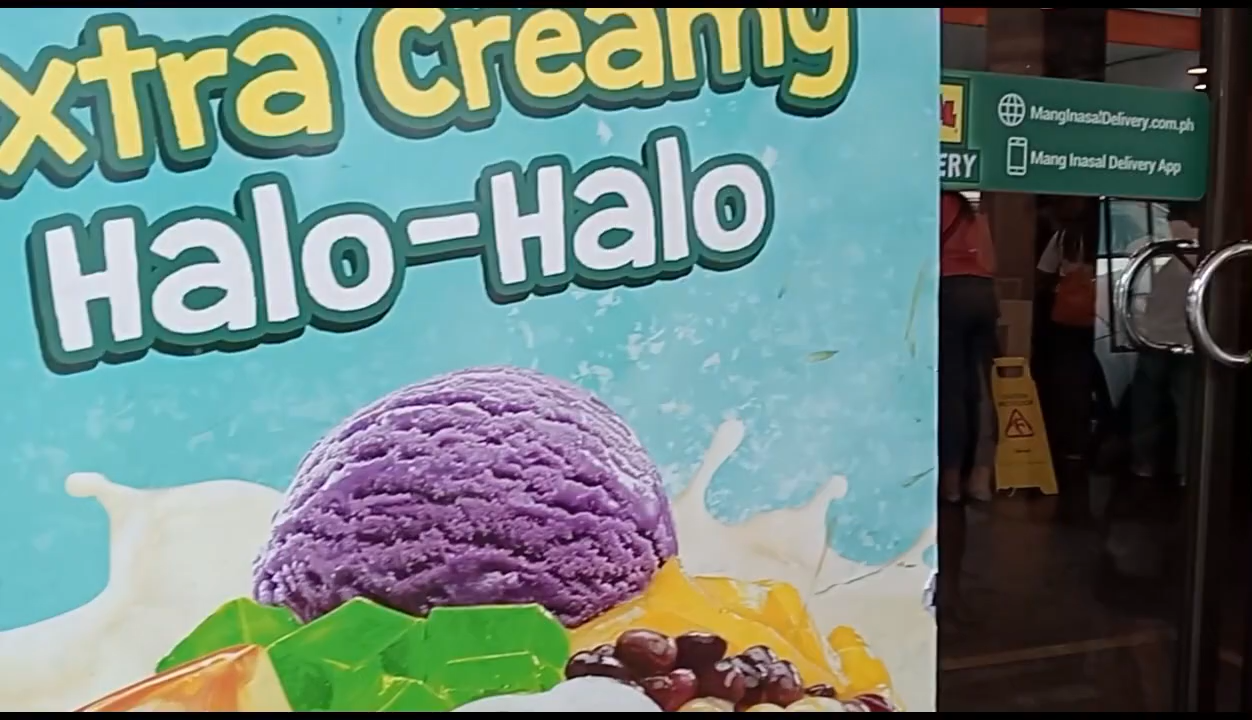 xtra Creamy
Halo-Halo
MangInasalDelivery.com.ph
ERY
Mang Inasal Delivery App